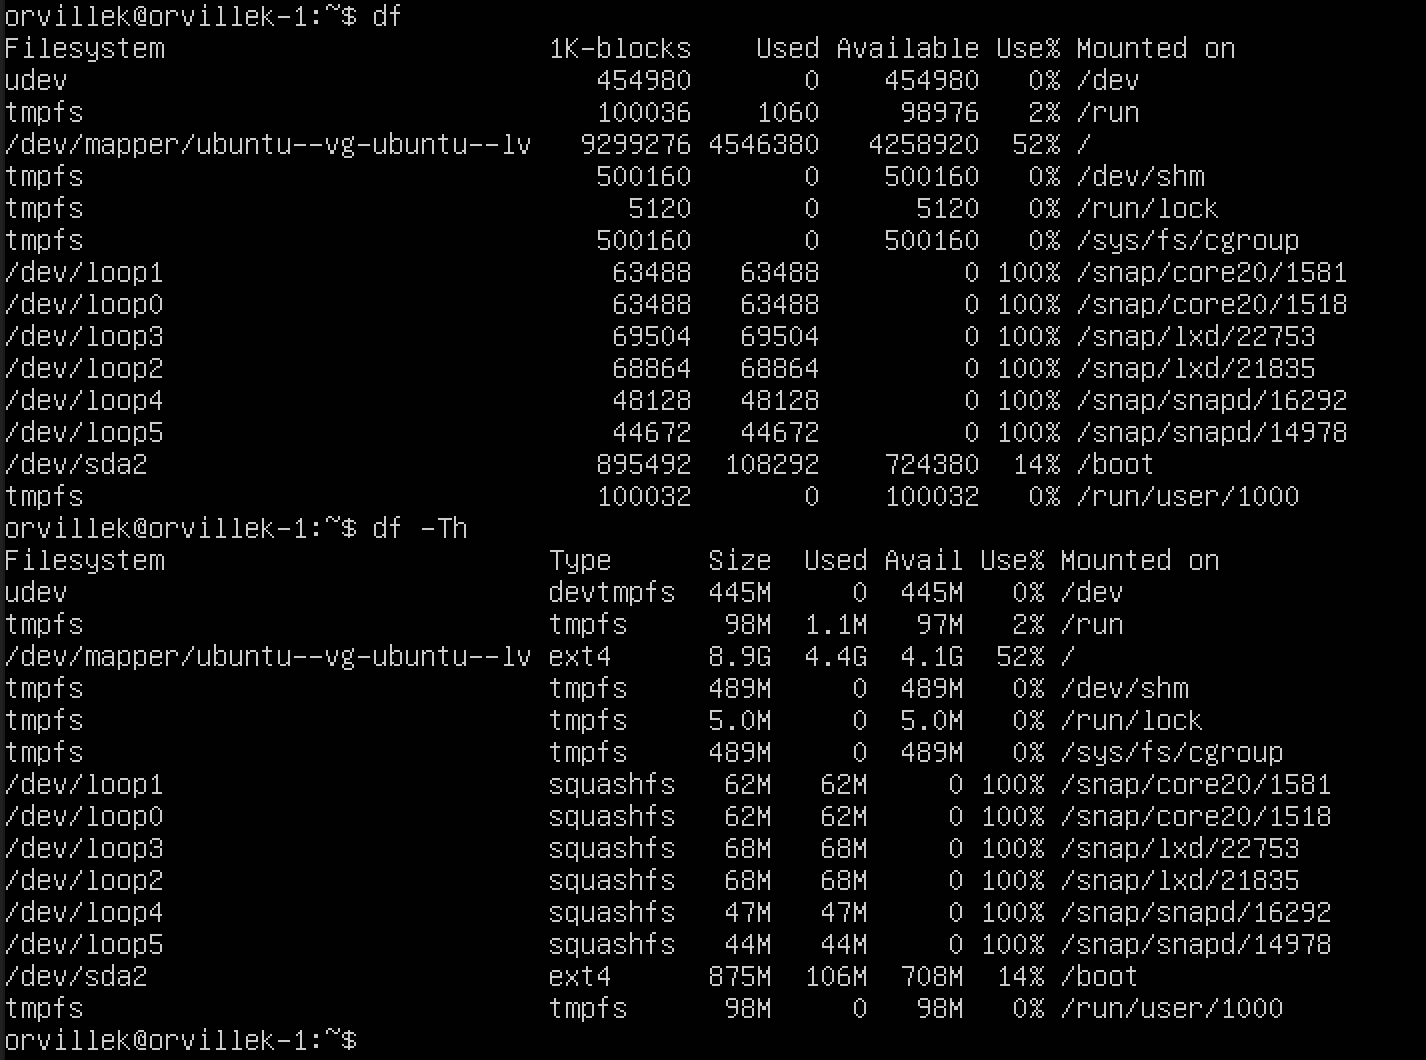 orvillek@orvillek-1:~$ df
Filesystem                        1K-blocks    Used Available Use% Mounted on
udev                                 454980       0    454980   0% /dev
tmpfs                                100036    1060     98976   2% /run
/dev/mapper/ubuntu--vg-ubuntu--lv   9299276 4546380   4258920  52% /
tmpfs                                500160       0    500160   0% /dev/shm
tmpfs                                  5120       0      5120   0% /run/lock
tmpfs                                500160       0    500160   0% /sys/fs/cgroup
/dev/loop1                            63488   63488         0 100% /snap/core20/1581
/dev/loop0                            63488   63488         0 100% /snap/core20/1518
/dev/loop3                            69504   69504         0 100% /snap/lxd/22753
/dev/loop2                            68864   68864         0 100% /snap/lxd/21835
/dev/loop4                            48128   48128         0 100% /snap/snapd/16292
/dev/loop5                            44672   44672         0 100% /snap/snapd/14978
/dev/sda2                            895492  108292    724380  14% /boot
tmpfs                                100032       0    100032   0% /run/user/1000
orvillek@orvillek-1:~$ df -Th
Filesystem                        Type      Size  Used Avail Use% Mounted on
udev                              devtmpfs  445M     0  445M   0% /dev
tmpfs                             tmpfs      98M  1.1M   97M   2% /run
/dev/mapper/ubuntu--vg-ubuntu--lv ext4      8.9G  4.4G  4.1G  52% /
tmpfs                             tmpfs     489M     0  489M   0% /dev/shm
tmpfs                             tmpfs     5.0M     0  5.0M   0% /run/lock
tmpfs                             tmpfs     489M     0  489M   0% /sys/fs/cgroup
/dev/loop1                        squashfs   62M   62M     0 100% /snap/core20/1581
/dev/loop0                        squashfs   62M   62M     0 100% /snap/core20/1518
/dev/loop3                        squashfs   68M   68M     0 100% /snap/lxd/22753
/dev/loop2                        squashfs   68M   68M     0 100% /snap/lxd/21835
/dev/loop4                        squashfs   47M   47M     0 100% /snap/snapd/16292
/dev/loop5                        squashfs   44M   44M     0 100% /snap/snapd/14978
/dev/sda2                         ext4      875M  106M  708M  14% /boot
tmpfs                             tmpfs      98M     0   98M   0% /run/user/1000
orvillek@orvillek-1:~$